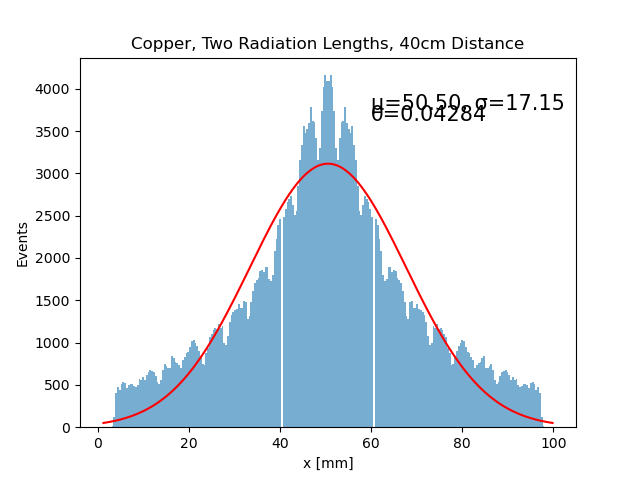 Copper, Two Radiation Lengths, 40cm Distance
μ=50.50, σ=17.15
θ=0.04284
Events
4000
3500
3000
2500
2000
1500
1000
500
0
0 20 40 60 80 100
x [mm]